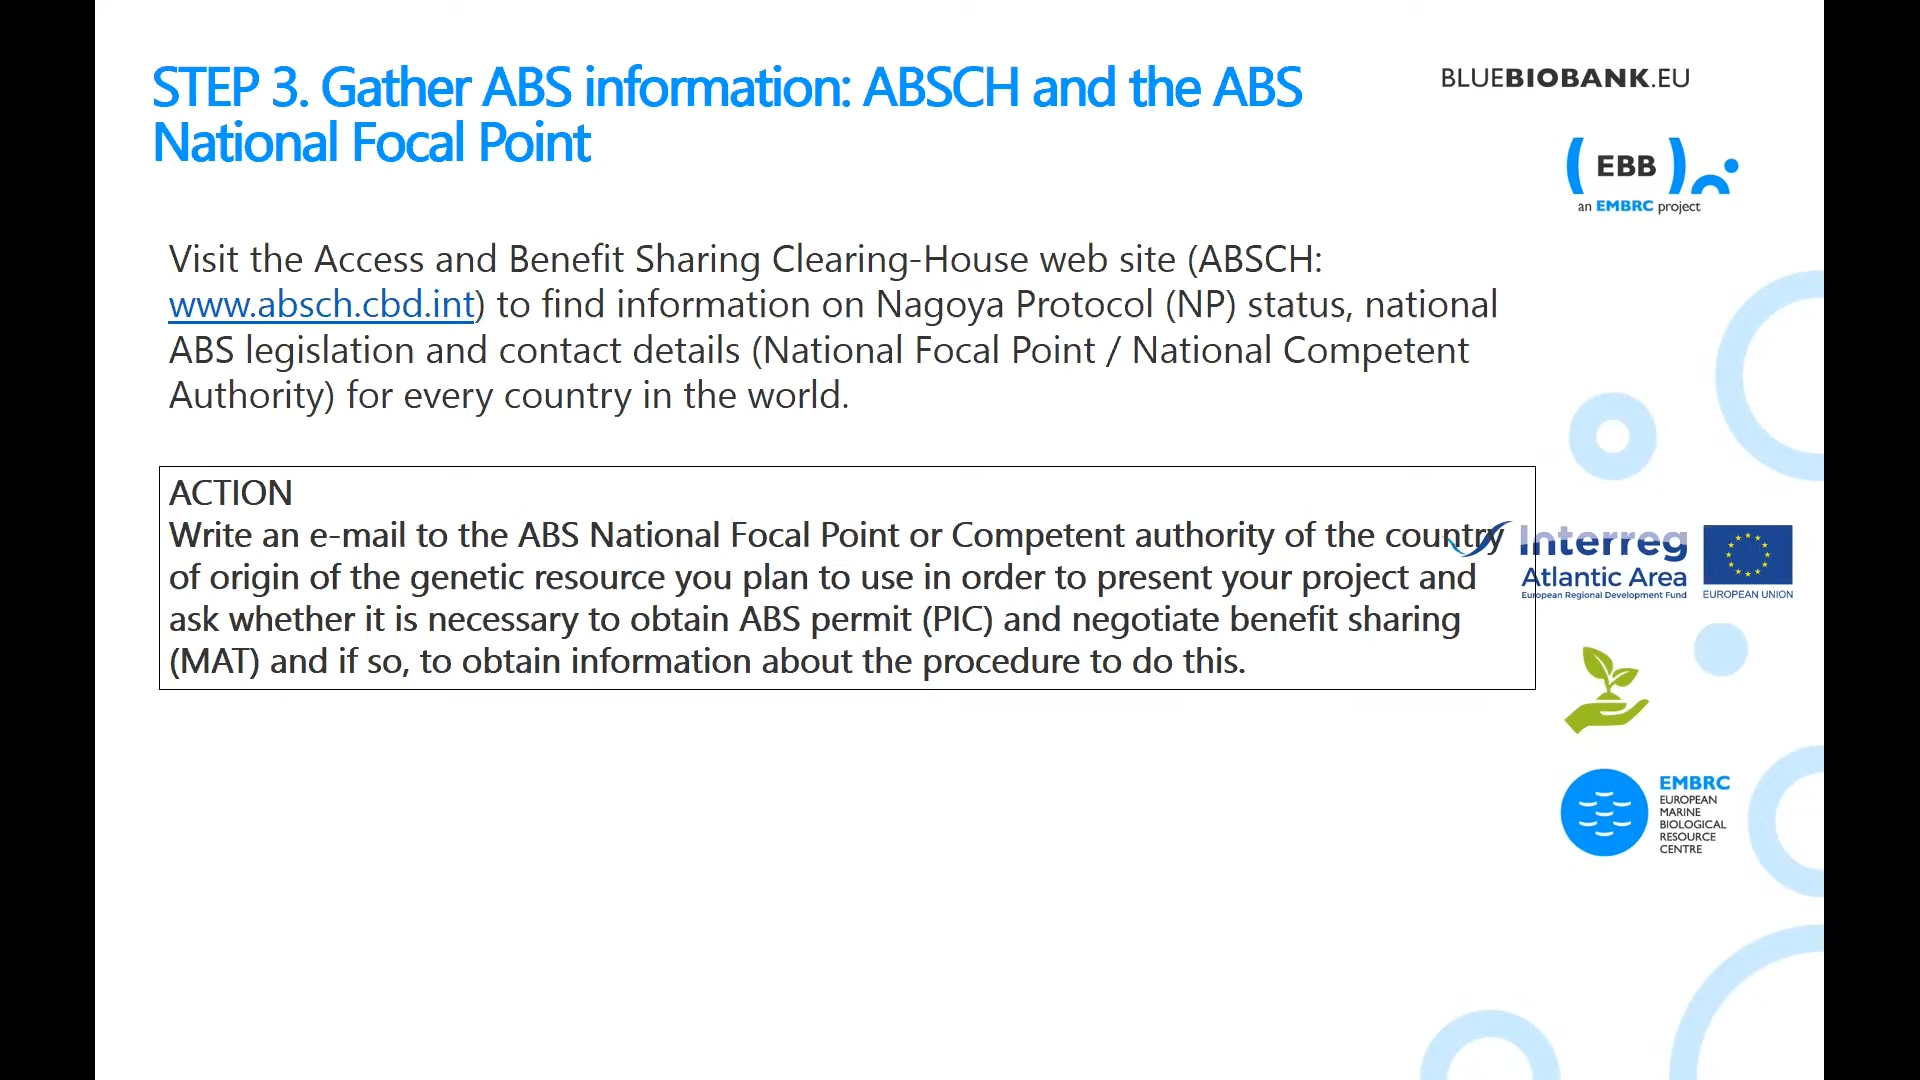 STEP 3. Gather ABS information: ABSCH and the ABS
National Focal Point
BLUEBIOBANK.EU
( EBB )
an EMBRC project
Visit the Access and Benefit Sharing Clearing-House web site (ABSCH:
www.absch.cbd.int) to find information on Nagoya Protocol (NP) status, national
ABS legislation and contact details (National Focal Point / National Competent
Authority) for every country in the world.
ACTION
Write an e-mail to the ABS National Focal Point or Competent authority of the country
of origin of the genetic resource you plan to use in order to present your project and
ask whether it is necessary to obtain ABS permit (PIC) and negotiate benefit sharing
(MAT) and if so, to obtain information about the procedure to do this.
Interreg
Atlantic Area
European Regional Development Fund
EUROPEAN UNION
EMBRC
EUROPEAN
MARINE
BIOLOGICAL
RESOURCE
CENTRE